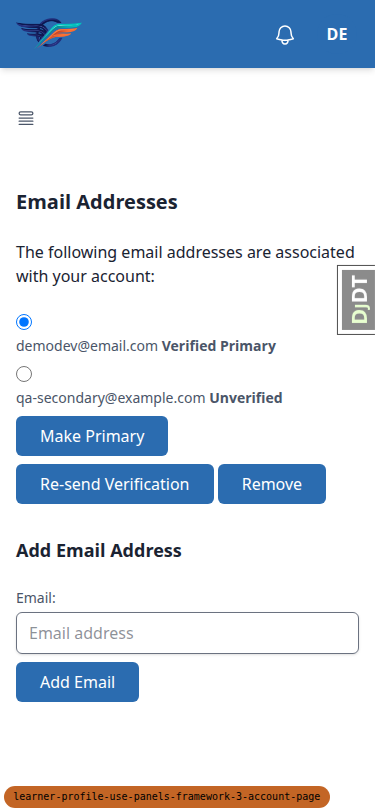 DE
Email Addresses
The following email addresses are associated
with your account:
DjDT
demodev@email.com Verified Primary
qa-secondary@example.com Unverified
Make Primary
Re-send Verification Remove
Add Email Address
Email:
Email address
Add Email
learner-profile-use-panels-framework-3-account-page